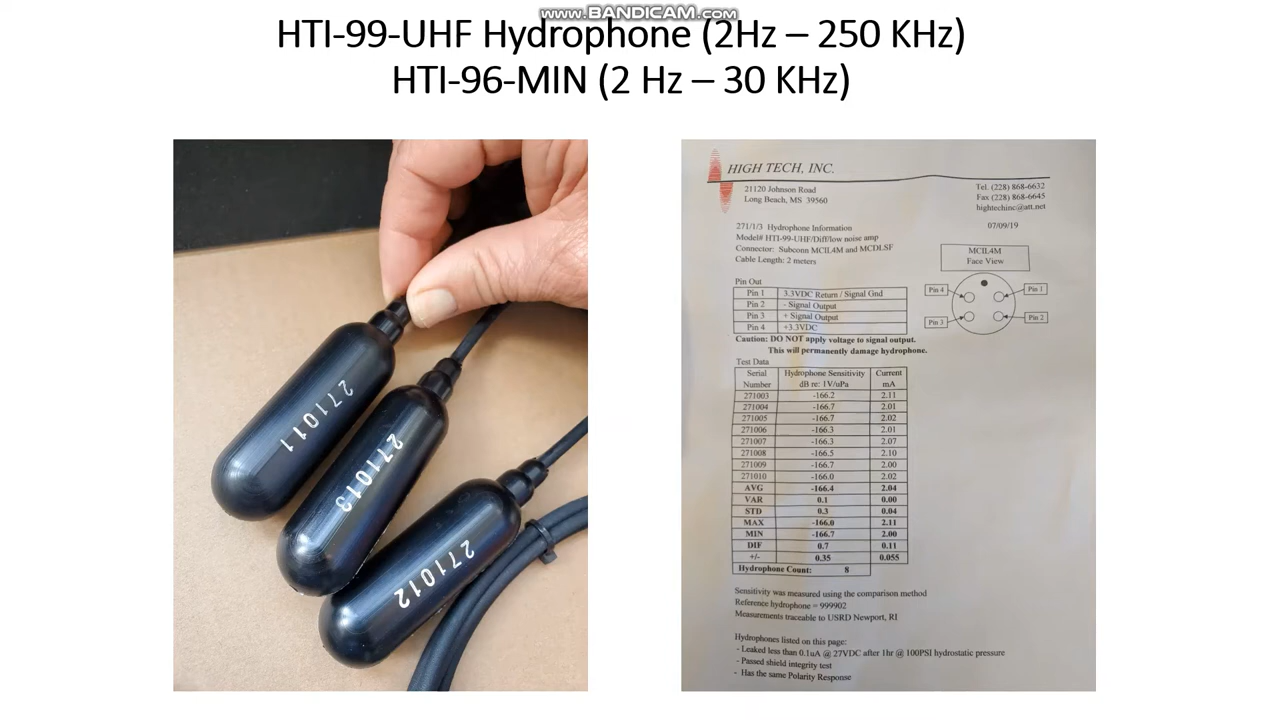 www.BANDICAM.com
HTI-99-UHF Hydrophone (2Hz – 250 KHz)
HTI-96-MIN (2 Hz – 30 KHz)
271011
271013
271012
HIGH TECH, INC.
21120 Johnson Road
Long Beach, MS 39560
Tel. (228) 868-6632
Fax (228) 868-6645
hightechinc@att.net
07/09/19
271/1/3 Hydrophone Information
Model# HTI-99-UHF/Diff/low noise amp
Connector: Subconn MCIL4M and MCDLSF
Cable Length: 2 meters
MCIL4M
Face View
Pin 4
Pin 1
Pin 3
Pin 2
Pin Out
Pin 1 3.3VDC Return / Signal Gnd
Pin 2 - Signal Output
Pin 3 + Signal Output
Pin 4 +3.3VDC
Caution: DO NOT apply voltage to signal output.
This will permanently damage hydrophone.
Test Data
Serial Hydrophone Sensitivity Current
Number dB re: 1V/uPa mA
271003 -166.2 2.11
271004 -166.7 2.01
271005 -166.7 2.02
271006 -166.3 2.01
271007 -166.3 2.07
271008 -166.5 2.10
271009 -166.7 2.00
271010 -166.0 2.02
AVG -166.4 2.04
VAR 0.1 0.00
STD 0.3 0.04
MAX -166.0 2.11
MIN -166.7 2.00
DIF 0.7 0.11
+/- 0.35 0.055
Hydrophone Count: 8
Sensitivity was measured using the comparison method
Reference hydrophone = 999902
Measurements traceable to USRD Newport, RI
Hydrophones listed on this page:
- Leaked less than 0.1uA @ 27VDC after 1hr @ 100PSI hydrostatic pressure
- Passed shield integrity test
- Has the same Polarity Response